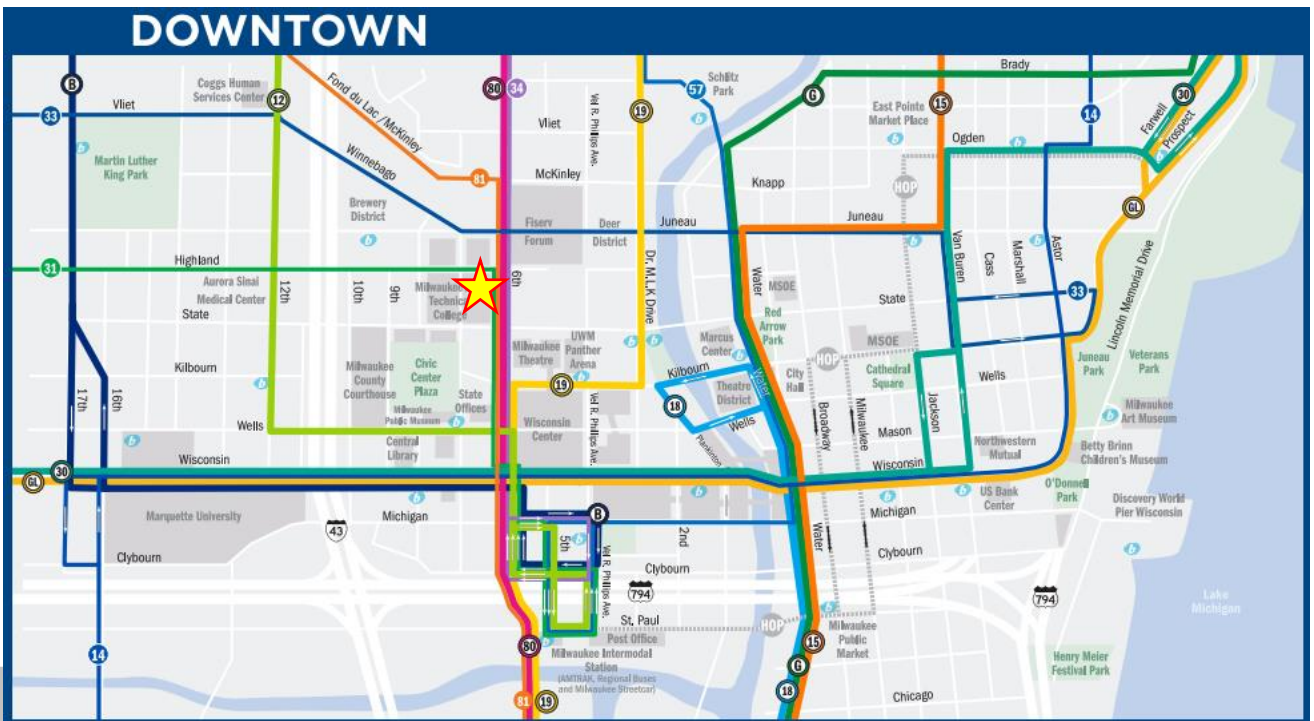 DOWNTOWN
B
Coggs Human
Services Center
12
Fond du Lac /McKinley
80
34
57
Schlitz
Park
G
Brady
30
Farwell
Prospect
33
Vliet
Vliet
Vel R. Phillips Ave.
19
East Pointe
Market Place
15
14
Ogden
Martin Luther
King Park
Winnebago
81
McKinley
Knapp
HOP
GL
Brewery
District
Fiserv
Forum
Deer
District
Juneau
Juneau
31
Highland
Aurora Sinai
Medical Center
State
12th
10th
9th
Milwaukee
Technical
College
6th
Dr. M.L.K Drive
Water
MSOE
State
Van Buren
Cass
Marshall
Astor
33
Lincoln Memorial Drive
Red
Arrow
Park
Kilbourn
17th
16th
Milwaukee
County
Courthouse
Civic
Center
Plaza
State
Offices
Milwaukee
Public Museum
Milwaukee
Theatre
UWM
Panther
Arena
19
Marcus
Center
Kilbourn
Theatre
District
18
Wells
Water
City
Hall
HOP
MSOE
Cathedral
Square
Wells
Jackson
Juneau
Park
Veterans
Park
Wells
Central
Library
Wisconsin
Center
Vel R. Phillips Ave.
Plankinton
Broadway
Milwaukee
Mason
Northwestern
Mutual
Milwaukee
Art Museum
Betty Brinn
Children's Museum
Wisconsin
Wisconsin
GL
30
Marquette University
43
Michigan
B
5th
2nd
Michigan
US Bank
Center
O'Donnell
Park
Discovery World
Pier Wisconsin
Clybourn
Clybourn
Vel R. Phillips Ave.
794
Water
Clybourn
794
Lake
Michigan
St. Paul
Post Office
HOP
14
80
Milwaukee Intermodal
Station
(AMTRAK, Regional Buses
and Milwaukee Streetcar)
15
Milwaukee
Public
Market
G
Henry Meier
Festival Park
81
19
18
Chicago